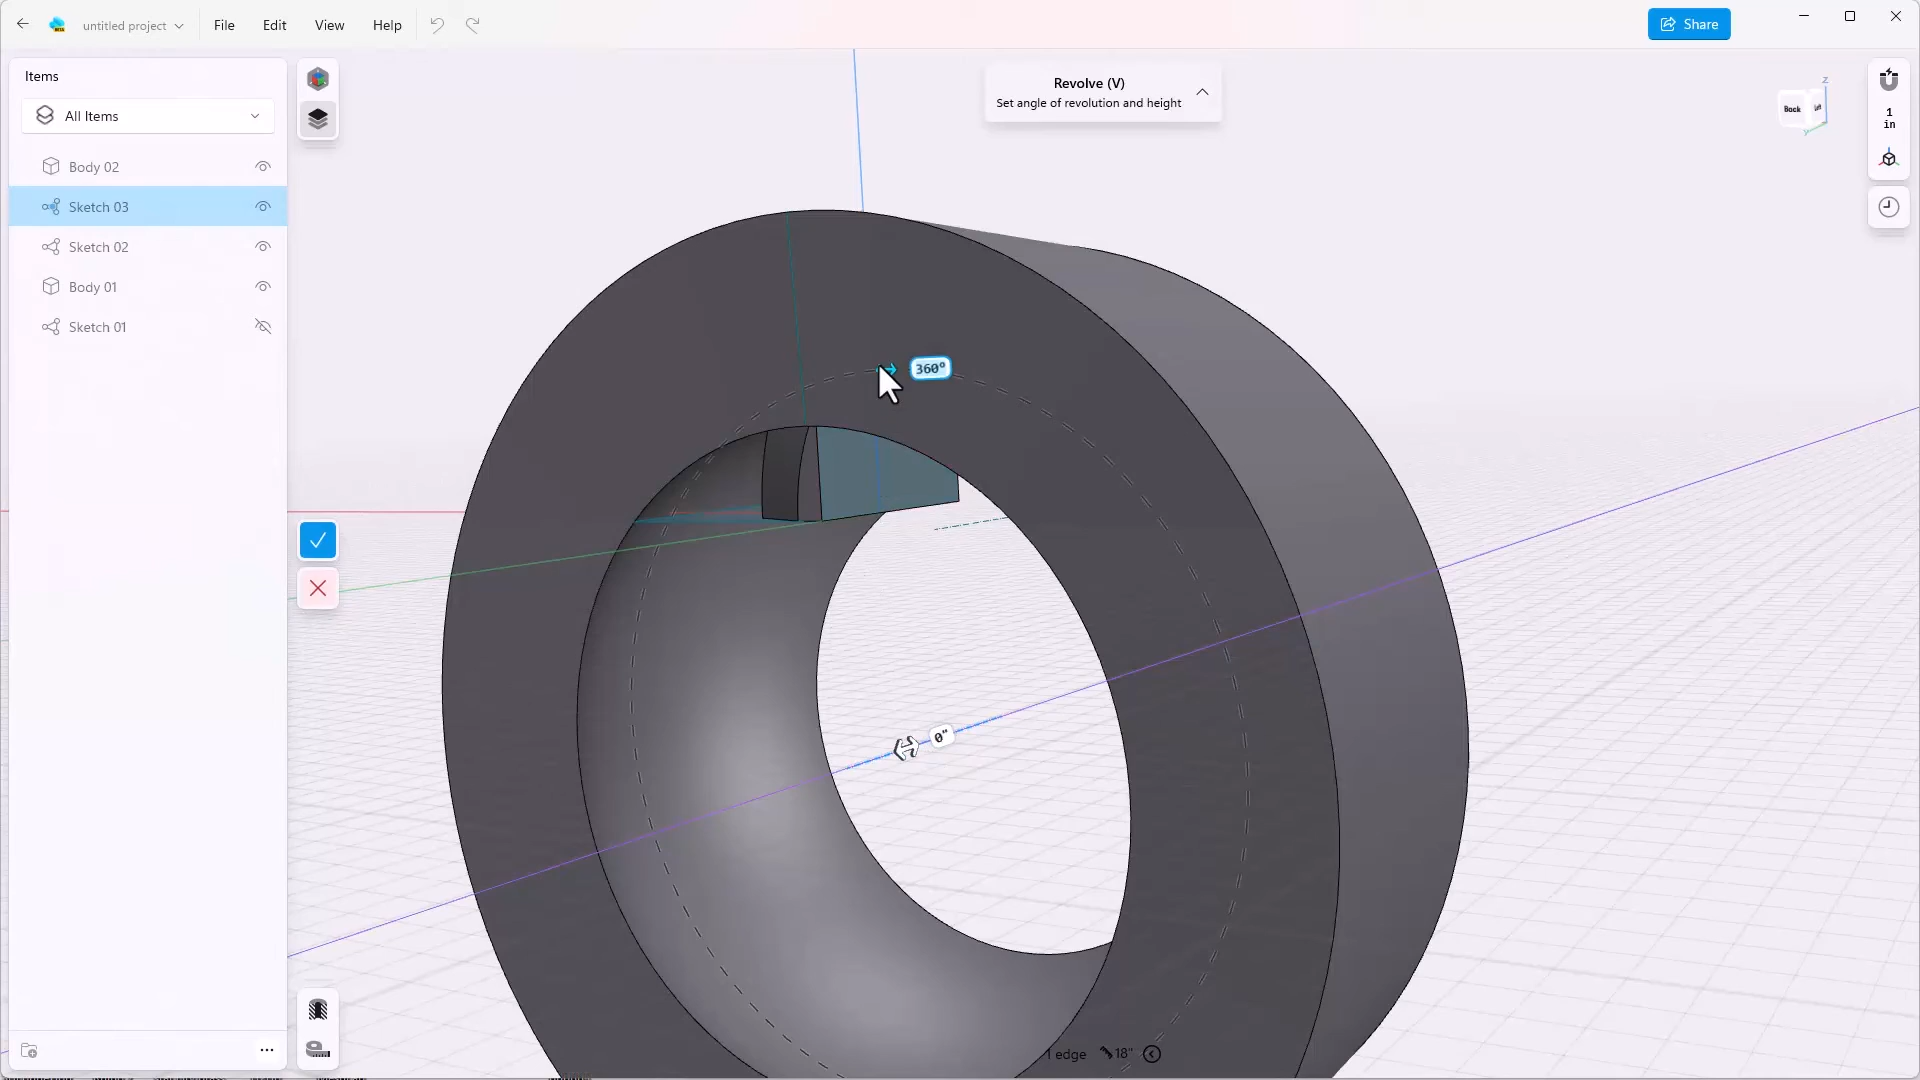 untitled project
File
Edit
View
Help
Share
Items
All Items
Body 02
Sketch 03
Sketch 02
Body 01
Sketch 01
Revolve (V)
Set angle of revolution and height
Z
Back
Left
Y
1
in
360°
0"
1 edge
18"